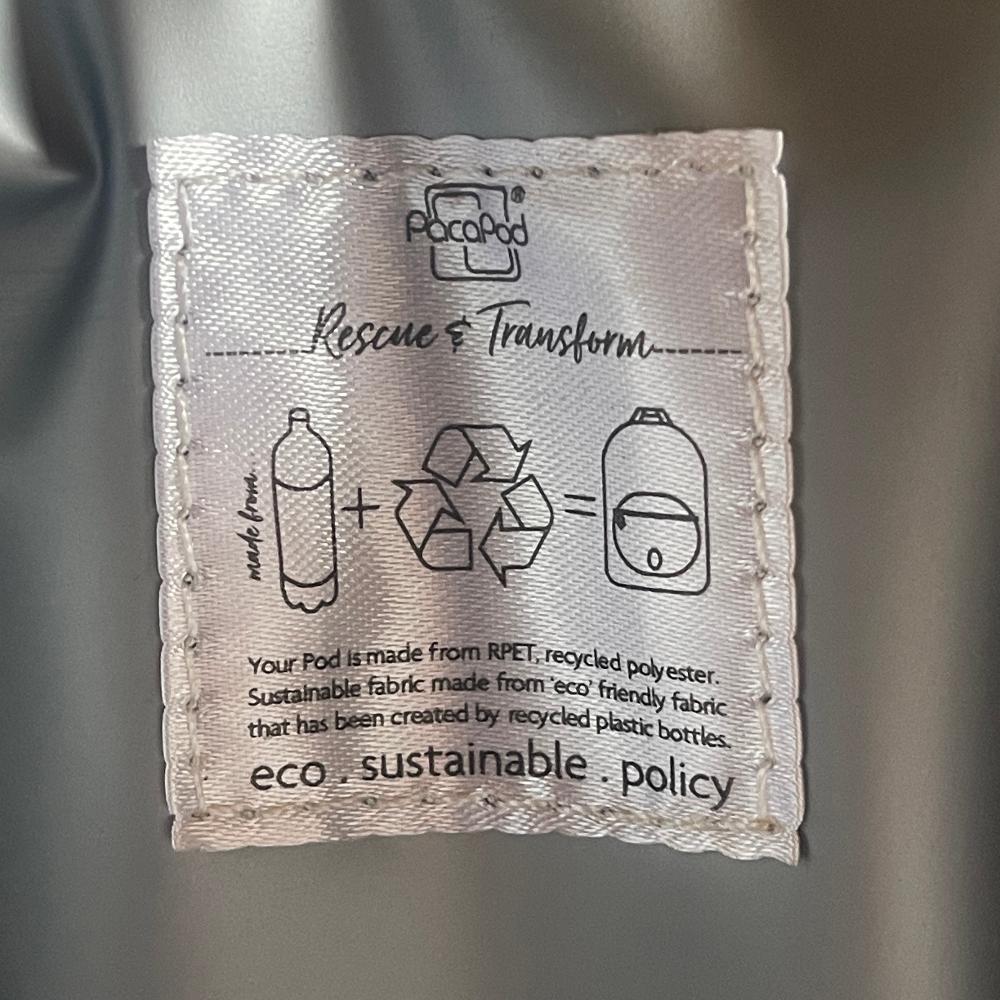 PacaPod®
Rescue & Transform
made from...
+ =
Your Pod is made from RPET, recycled polyester.
Sustainable fabric made from 'eco' friendly fabric
that has been created by recycled plastic bottles.
eco . sustainable . policy